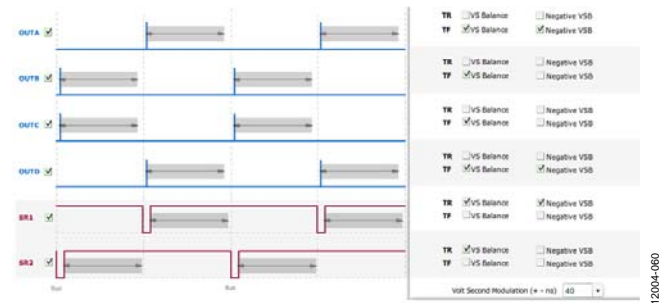 OUTA
TR VS Balance Negative VSB
TF VS Balance Negative VSB
OUTB
TR VS Balance Negative VSB
TF VS Balance Negative VSB
OUTC
TR VS Balance Negative VSB
TF VS Balance Negative VSB
OUTD
TR VS Balance Negative VSB
TF VS Balance Negative VSB
SR1
TR VS Balance Negative VSB
TF VS Balance Negative VSB
SR2
TR VS Balance Negative VSB
TF VS Balance Negative VSB
Volt Second Modulation (+ - ns) 40
12004-060